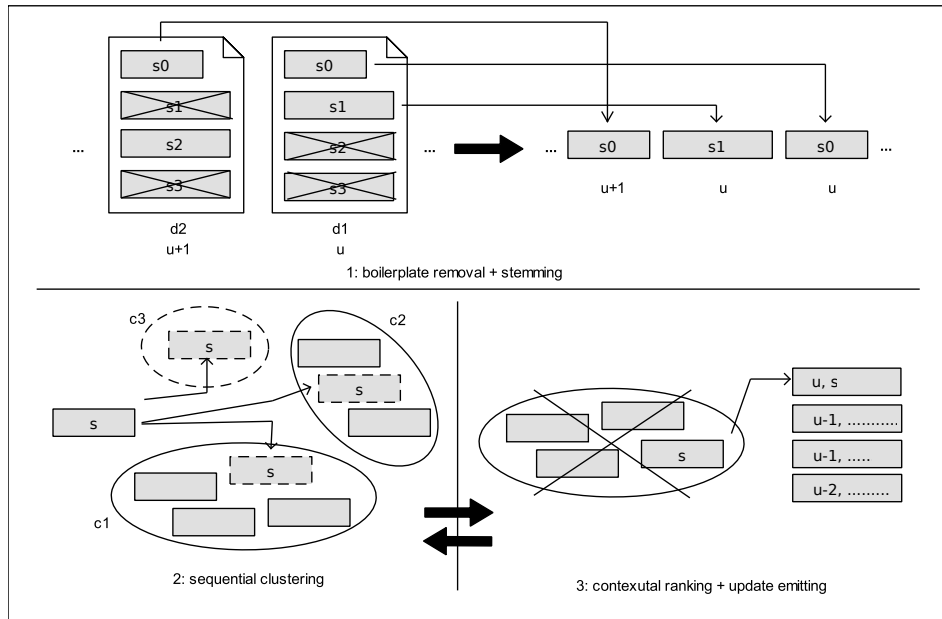 s0
s1
s2
s3
d2
u+1
...
s0
s1
s2
s3
d1
u
...
...
s0
s1
s0
...
u+1
u
u
1: boilerplate removal + stemming
c3
s
c2
s
s
s
c1
2: sequential clustering
s
u, s
u-1, ...........
u-1, .....
u-2, .........
3: contexutal ranking + update emitting